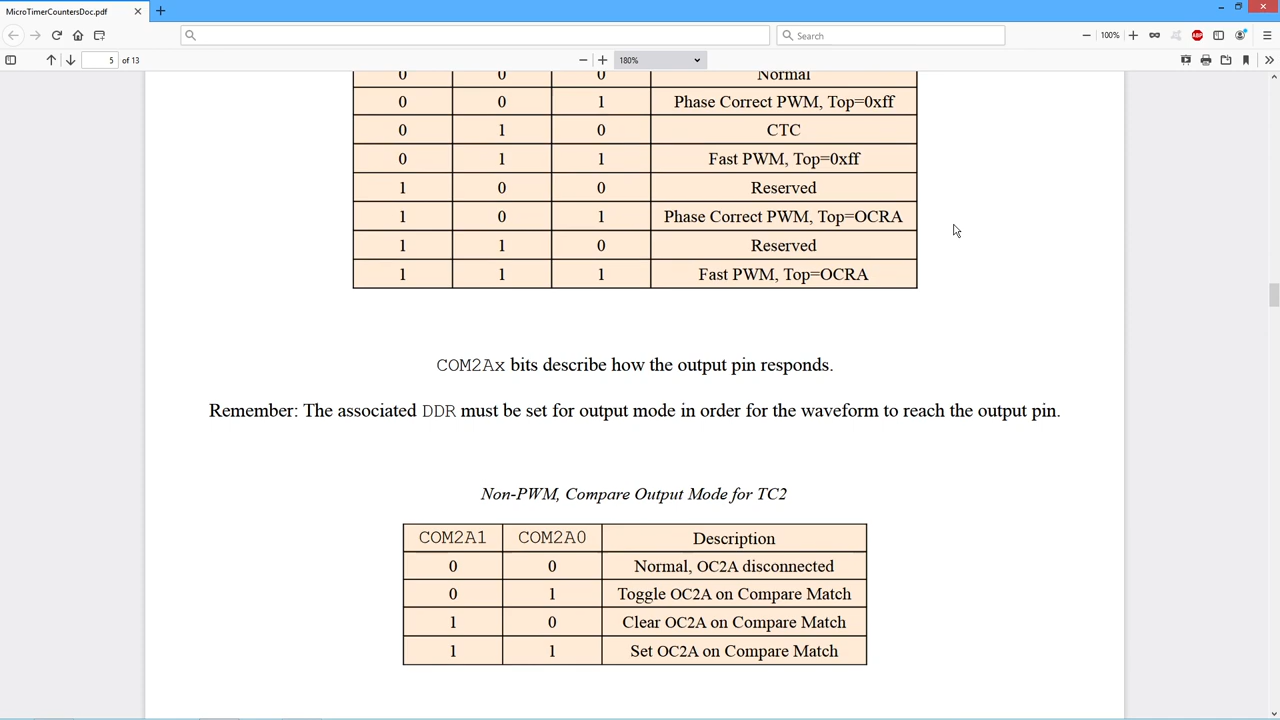 MicroTimerCountersDoc.pdf
Search
100%
ABP
5 of 13
180%
0 0 0 Normal
0 0 1 Phase Correct PWM, Top=0xff
0 1 0 CTC
0 1 1 Fast PWM, Top=0xff
1 0 0 Reserved
1 0 1 Phase Correct PWM, Top=OCRA
1 1 0 Reserved
1 1 1 Fast PWM, Top=OCRA
COM2Ax bits describe how the output pin responds.
Remember: The associated DDR must be set for output mode in order for the waveform to reach the output pin.
Non-PWM, Compare Output Mode for TC2
COM2A1 COM2A0 Description
0 0 Normal, OC2A disconnected
0 1 Toggle OC2A on Compare Match
1 0 Clear OC2A on Compare Match
1 1 Set OC2A on Compare Match